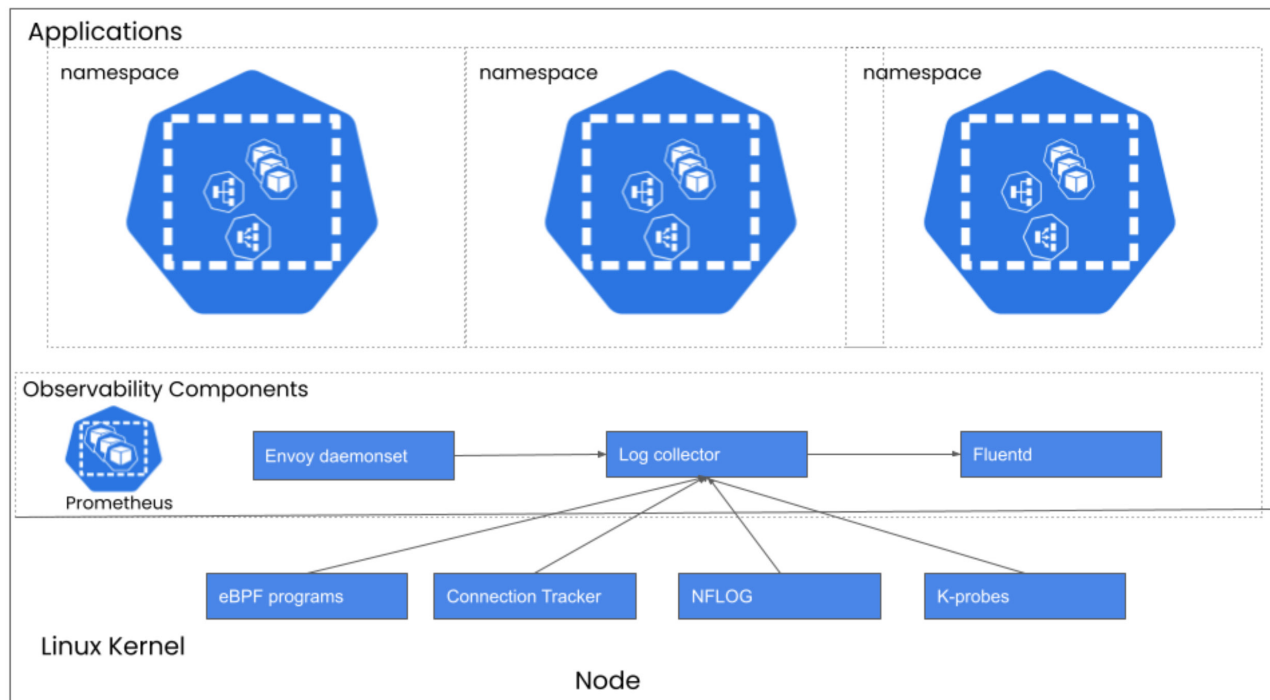 Applications
namespace
namespace
namespace
Observability Components
Prometheus
Envoy daemonset
Log collector
Fluentd
eBPF programs
Connection Tracker
NFLOG
K-probes
Linux Kernel
Node